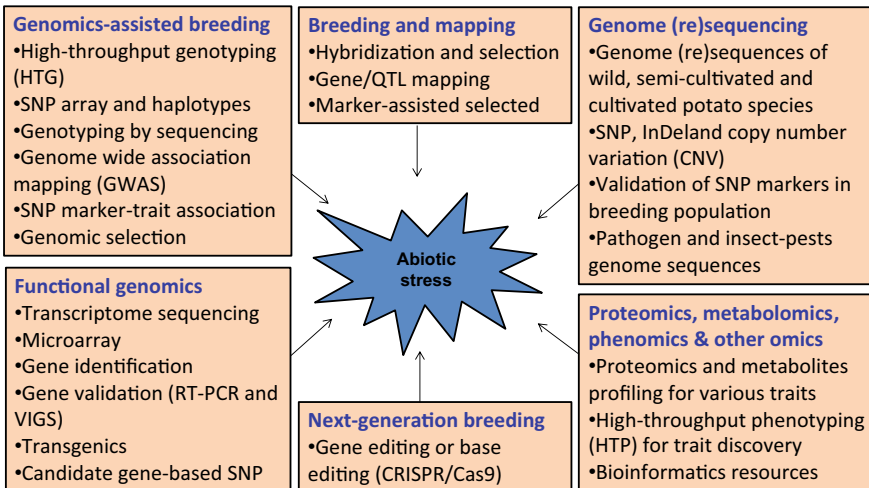 Genomics-assisted breeding
•High-throughput genotyping
(HTG)
•SNP array and haplotypes
•Genotyping by sequencing
•Genome wide association
mapping (GWAS)
•SNP marker-trait association
•Genomic selection
Breeding and mapping
•Hybridization and selection
•Gene/QTL mapping
•Marker-assisted selected
Genome (re)sequencing
•Genome (re)sequences of
wild, semi-cultivated and
cultivated potato species
•SNP, InDeland copy number
variation (CNV)
•Validation of SNP markers in
breeding population
•Pathogen and insect-pests
genome sequences
Abiotic
stress
Functional genomics
•Transcriptome sequencing
•Microarray
•Gene identification
•Gene validation (RT-PCR and
VIGS)
•Transgenics
•Candidate gene-based SNP
Next-generation breeding
•Gene editing or base
editing (CRISPR/Cas9)
Proteomics, metabolomics,
phenomics & other omics
•Proteomics and metabolites
profiling for various traits
•High-throughput phenotyping
(HTP) for trait discovery
•Bioinformatics resources